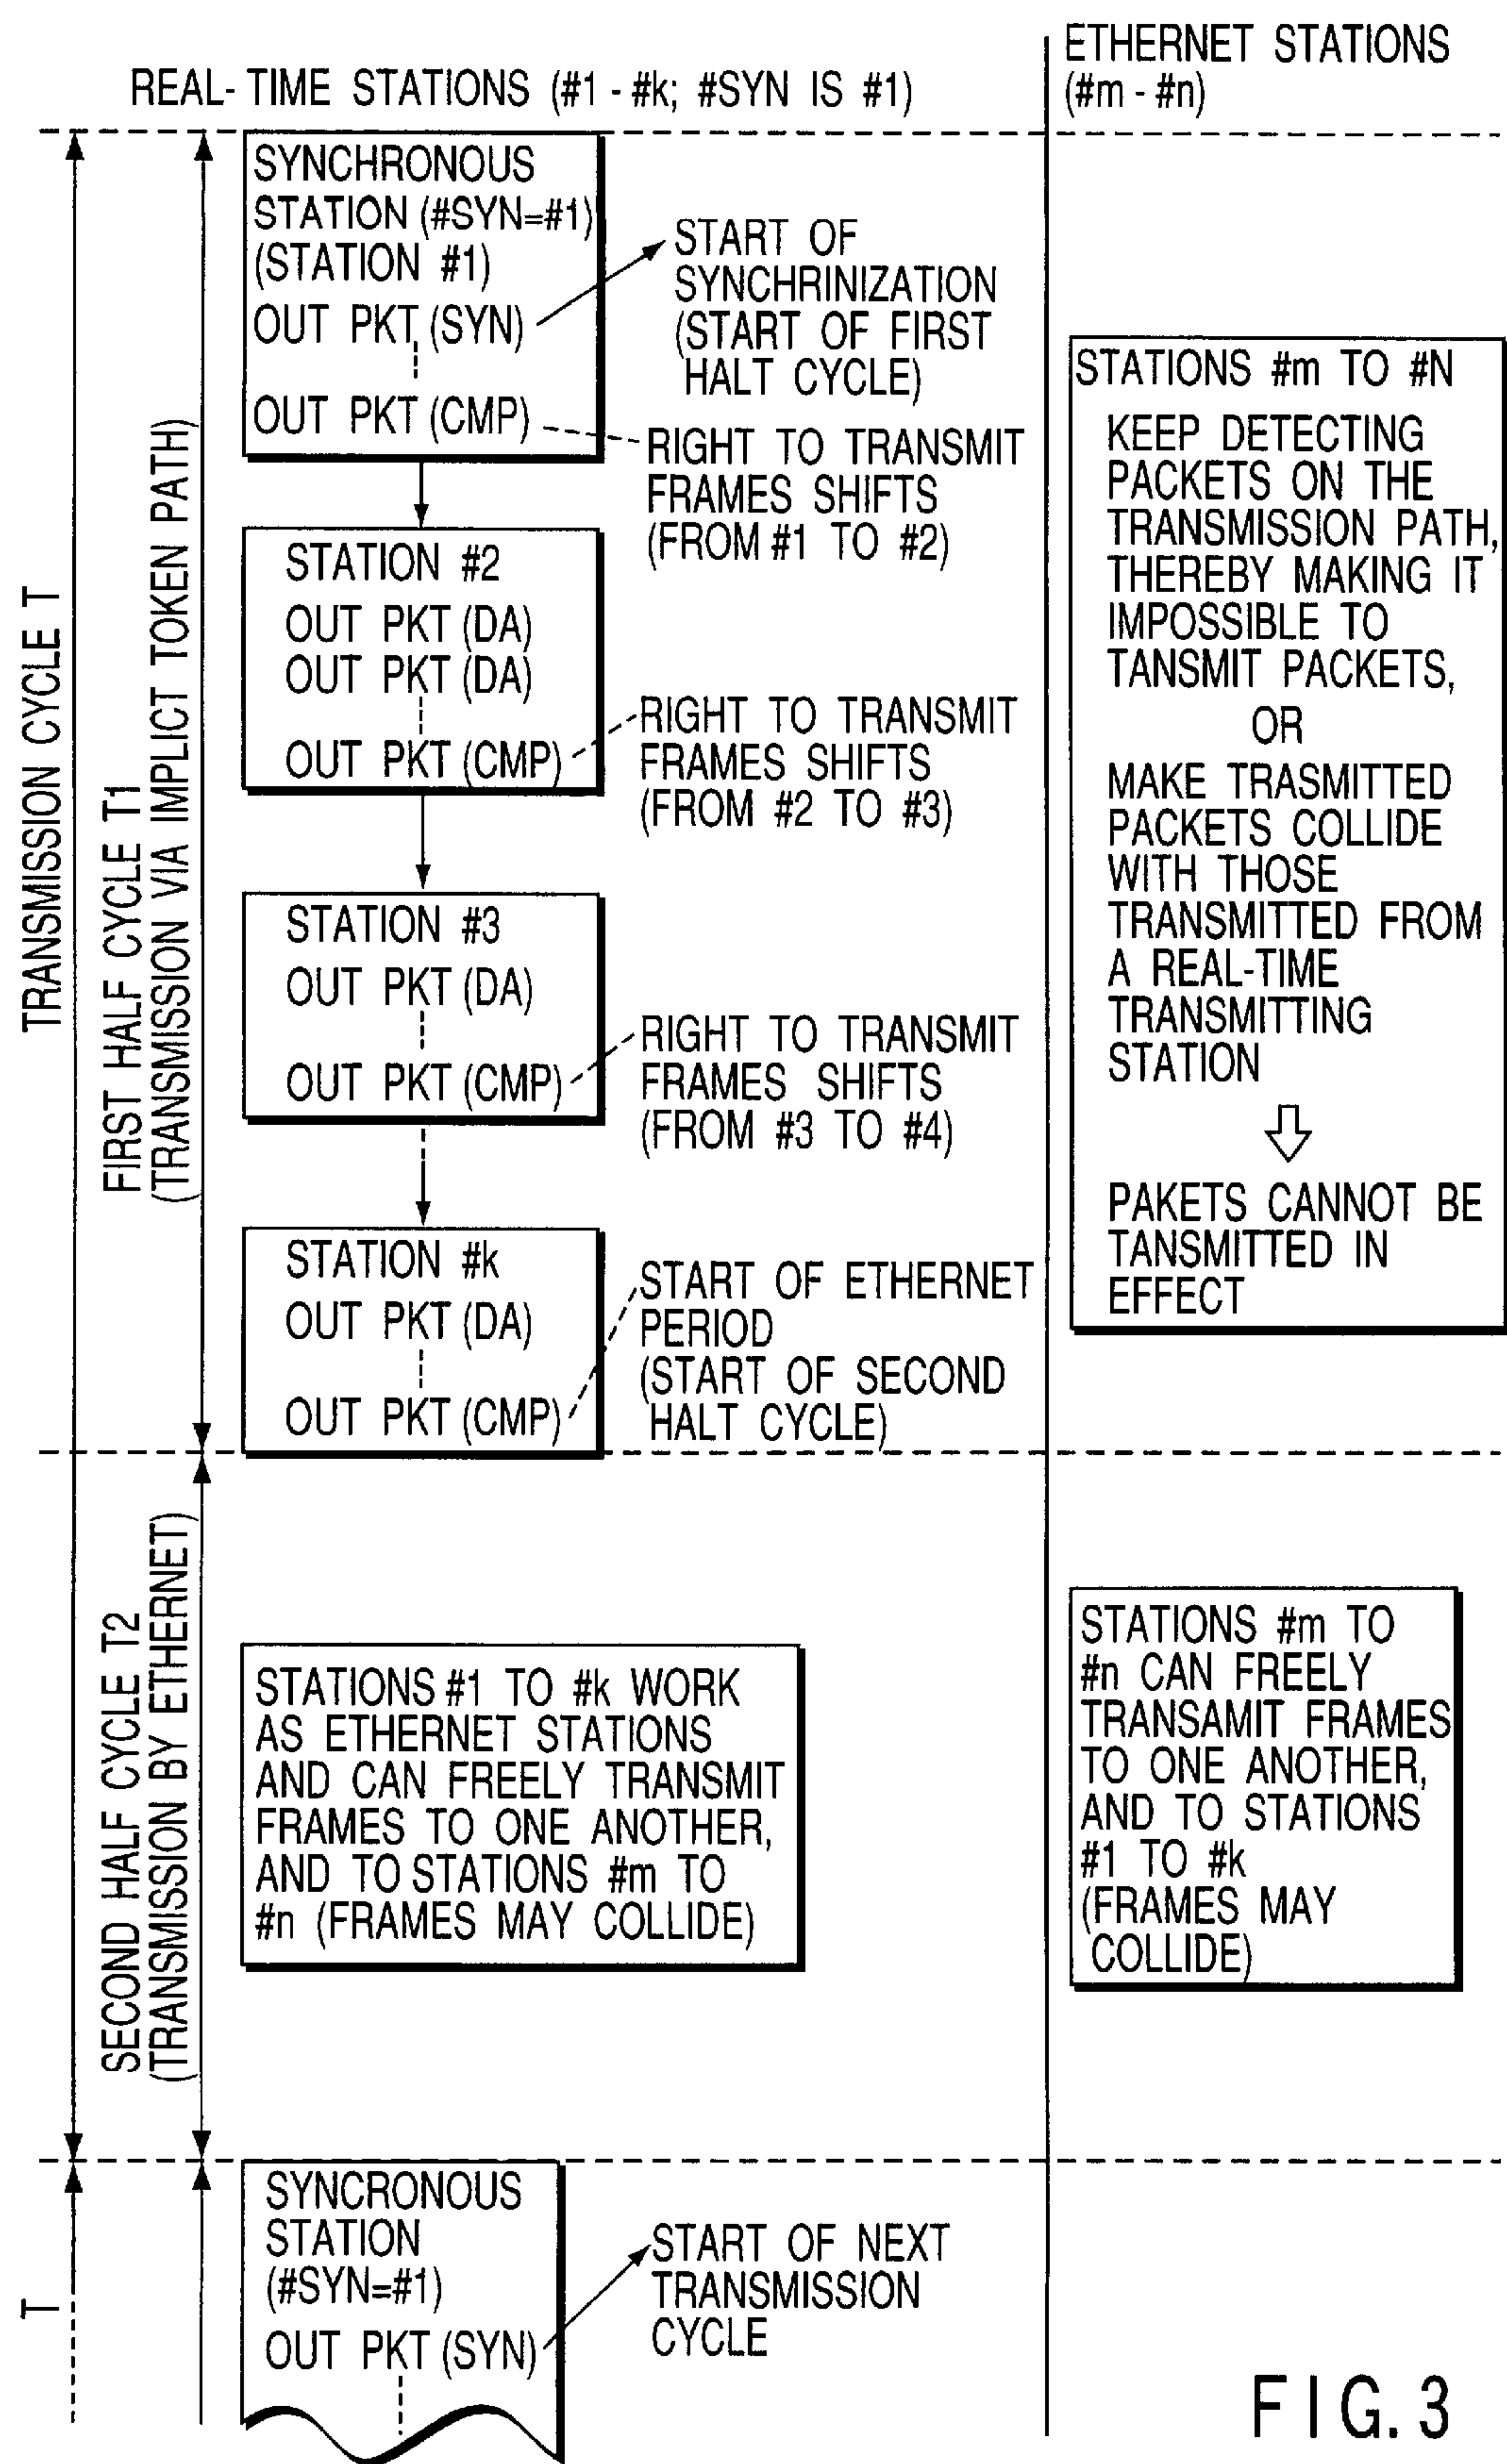 REAL-TIME STATIONS (#1 - #k; #SYN IS #1)
ETHERNET STATIONS
(#m - #n)
TRANSMISSION CYCLE T
FIRST HALF CYCLE T1
(TRANSMISSION VIA IMPLICT TOKEN PATH)
SYNCHRONOUS
STATION (#SYN=#1)
(STATION #1)
OUT PKT (SYN)
OUT PKT (CMP)
START OF
SYNCHRINIZATION
(START OF FIRST
HALT CYCLE)
RIGHT TO TRANSMIT
FRAMES SHIFTS
(FROM #1 TO #2)
STATION #2
OUT PKT (DA)
OUT PKT (DA)
OUT PKT (CMP)
RIGHT TO TRANSMIT
FRAMES SHIFTS
(FROM #2 TO #3)
STATION #3
OUT PKT (DA)
OUT PKT (CMP)
RIGHT TO TRANSMIT
FRAMES SHIFTS
(FROM #3 TO #4)
STATION #k
OUT PKT (DA)
OUT PKT (CMP)
START OF ETHERNET
PERIOD
(START OF SECOND
HALT CYCLE)
STATIONS #m TO #N
KEEP DETECTING
PACKETS ON THE
TRANSMISSION PATH,
THEREBY MAKING IT
IMPOSSIBLE TO
TANSMIT PACKETS,
OR
MAKE TRASMITTED
PACKETS COLLIDE
WITH THOSE
TRANSMITTED FROM
A REAL-TIME
TRANSMITTING
STATION
PAKETS CANNOT BE
TANSMITTED IN
EFFECT
SECOND HALF CYCLE T2
(TRANSMISSION BY ETHERNET)
STATIONS #1 TO #k WORK
AS ETHERNET STATIONS
AND CAN FREELY TRANSMIT
FRAMES TO ONE ANOTHER,
AND TO STATIONS #m TO
#n (FRAMES MAY COLLIDE)
STATIONS #m TO
#n CAN FREELY
TRANSAMIT FRAMES
TO ONE ANOTHER,
AND TO STATIONS
#1 TO #k
(FRAMES MAY
COLLIDE)
T
SYNCRONOUS
STATION
(#SYN=#1)
OUT PKT (SYN)
START OF NEXT
TRANSMISSION
CYCLE
FIG. 3